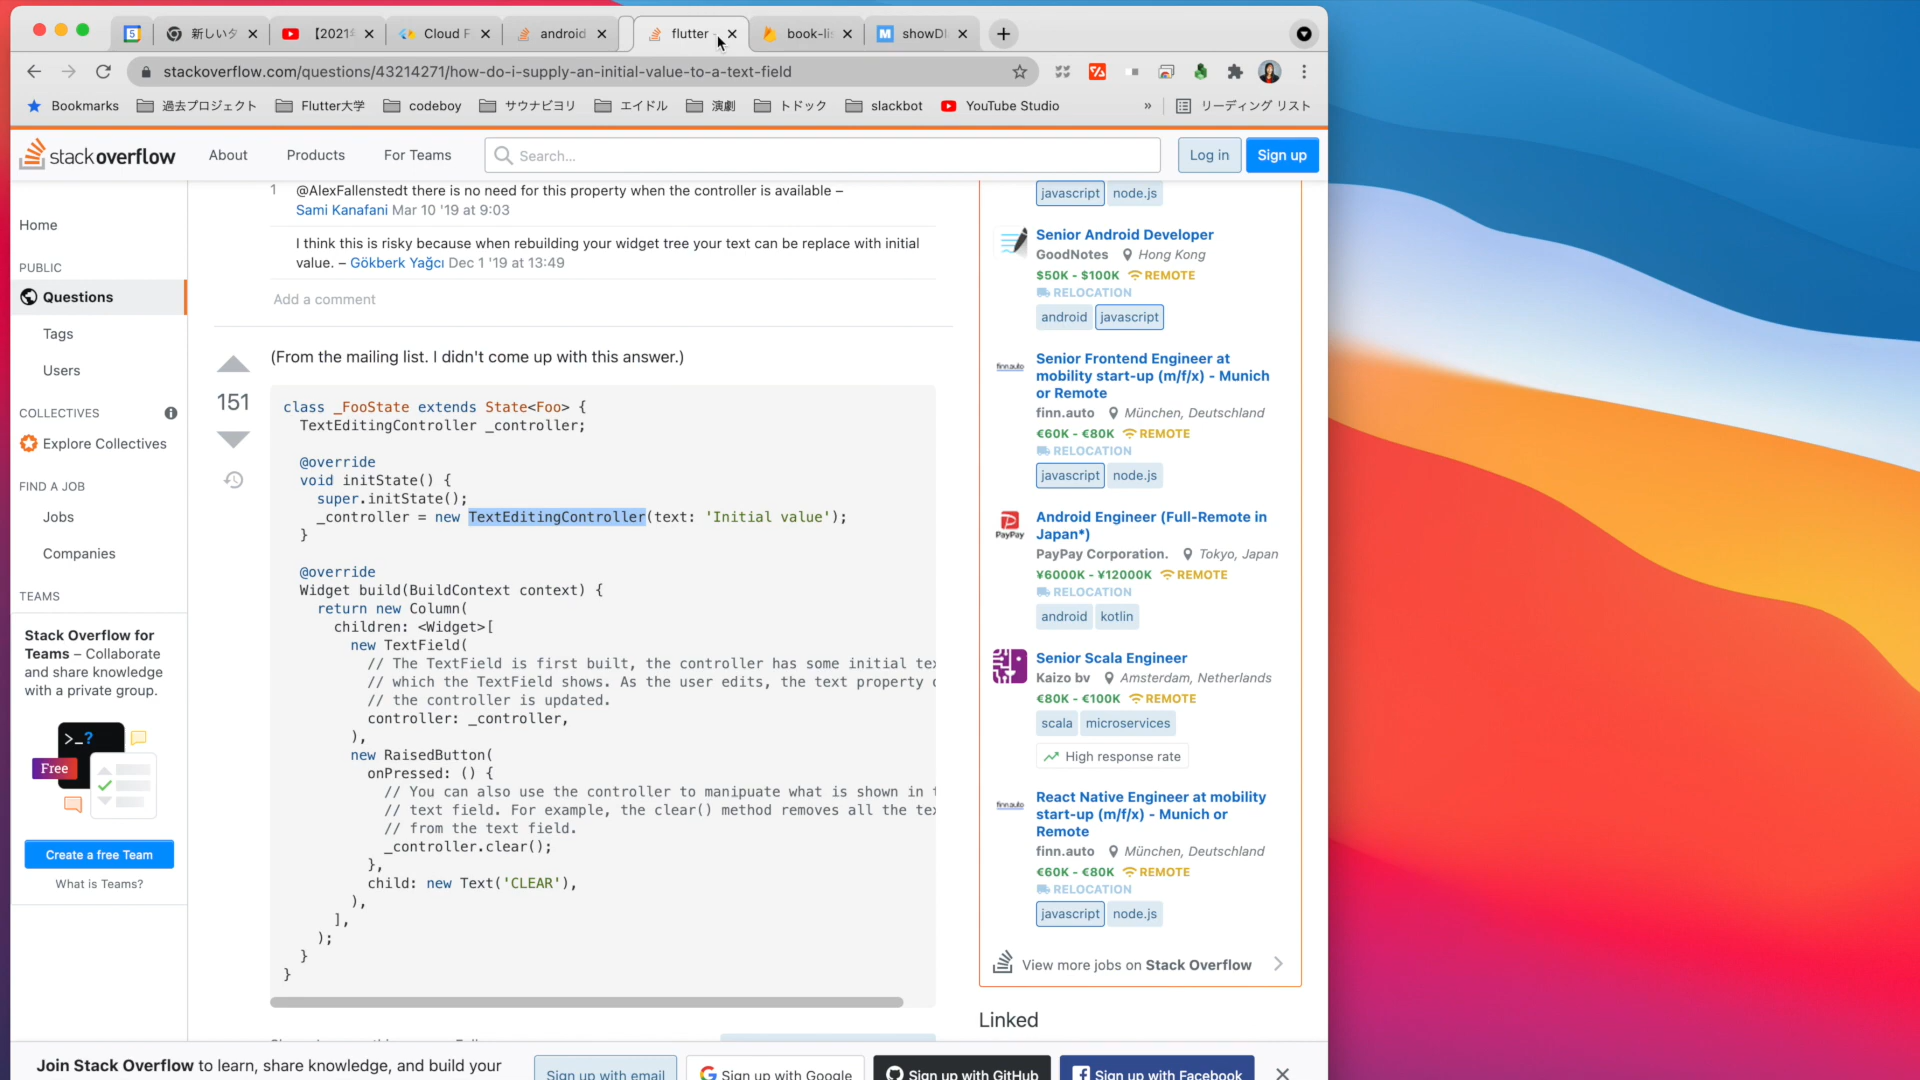 5
新しいタ
【2021
Cloud F
android
flutter -
book-lis
M
showDi
stackoverflow.com/questions/43214271/how-do-i-supply-an-initial-value-to-a-text-field
Bookmarks
過去プロジェクト
Flutter大学
codeboy
サウナビヨリ
エイドル
演劇
トドック
slackbot
YouTube Studio
»
リーディング リスト
stackoverflow
About
Products
For Teams
Search...
Log in
Sign up
Home
PUBLIC
Questions
Tags
Users
COLLECTIVES
Explore Collectives
FIND A JOB
Jobs
Companies
TEAMS
Stack Overflow for
Teams – Collaborate
and share knowledge
with a private group.
>_?
Free
Create a free Team
What is Teams?
1 @AlexFallenstedt there is no need for this property when the controller is available –
Sami Kanafani Mar 10 '19 at 9:03
I think this is risky because when rebuilding your widget tree your text can be replace with initial
value. – Gökberk Yağcı Dec 1 '19 at 13:49
Add a comment
151
(From the mailing list. I didn't come up with this answer.)
class _FooState extends State<Foo> {
TextEditingController _controller;
@override
void initState() {
super.initState();
_controller = new TextEditingController(text: 'Initial value');
}
@override
Widget build(BuildContext context) {
return new Column(
children: <Widget>[
new TextField(
// The TextField is first built, the controller has some initial te
// which the TextField shows. As the user edits, the text property
// the controller is updated.
controller: _controller,
),
new RaisedButton(
onPressed: () {
// You can also use the controller to manipuate what is shown in
// text field. For example, the clear() method removes all the te
// from the text field.
_controller.clear();
},
child: new Text('CLEAR'),
),
],
);
}
}
javascript node.js
Senior Android Developer
GoodNotes Hong Kong
$50K - $100K REMOTE
RELOCATION
android javascript
finn.auto
Senior Frontend Engineer at
mobility start-up (m/f/x) - Munich
or Remote
finn.auto München, Deutschland
€60K - €80K REMOTE
RELOCATION
javascript node.js
PayPay
Android Engineer (Full-Remote in
Japan*)
PayPay Corporation. Tokyo, Japan
¥6000K - ¥12000K REMOTE
RELOCATION
android kotlin
Senior Scala Engineer
Kaizo bv Amsterdam, Netherlands
€80K - €100K REMOTE
scala microservices
High response rate
finn.auto
React Native Engineer at mobility
start-up (m/f/x) - Munich or
Remote
finn.auto München, Deutschland
€60K - €80K REMOTE
RELOCATION
javascript node.js
View more jobs on Stack Overflow
Linked
Join Stack Overflow to learn, share knowledge, and build your
Sign up with email
Sign up with Google
Sign up with GitHub
Sign up with Facebook